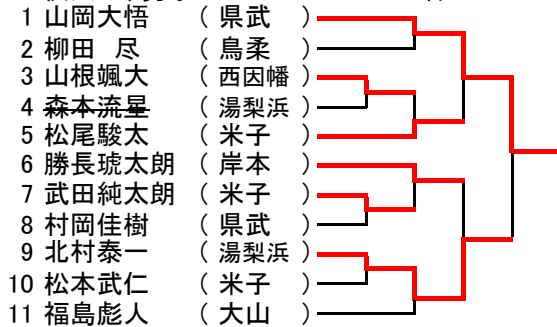 1 山岡大悟 （ 県武 ）
2 柳田 尽 （ 鳥柔 ）
3 山根颯大 （ 西因幡 ）
4 森本流星 （ 湯梨浜 ）
5 松尾駿太 （ 米子 ）
6 勝長琥太朗 （ 岸本 ）
7 武田純太朗 （ 米子 ）
8 村岡佳樹 （ 県武 ）
9 北村泰一 （ 湯梨浜 ）
10 松本武仁 （ 米子 ）
11 福島彪人 （ 大山 ）